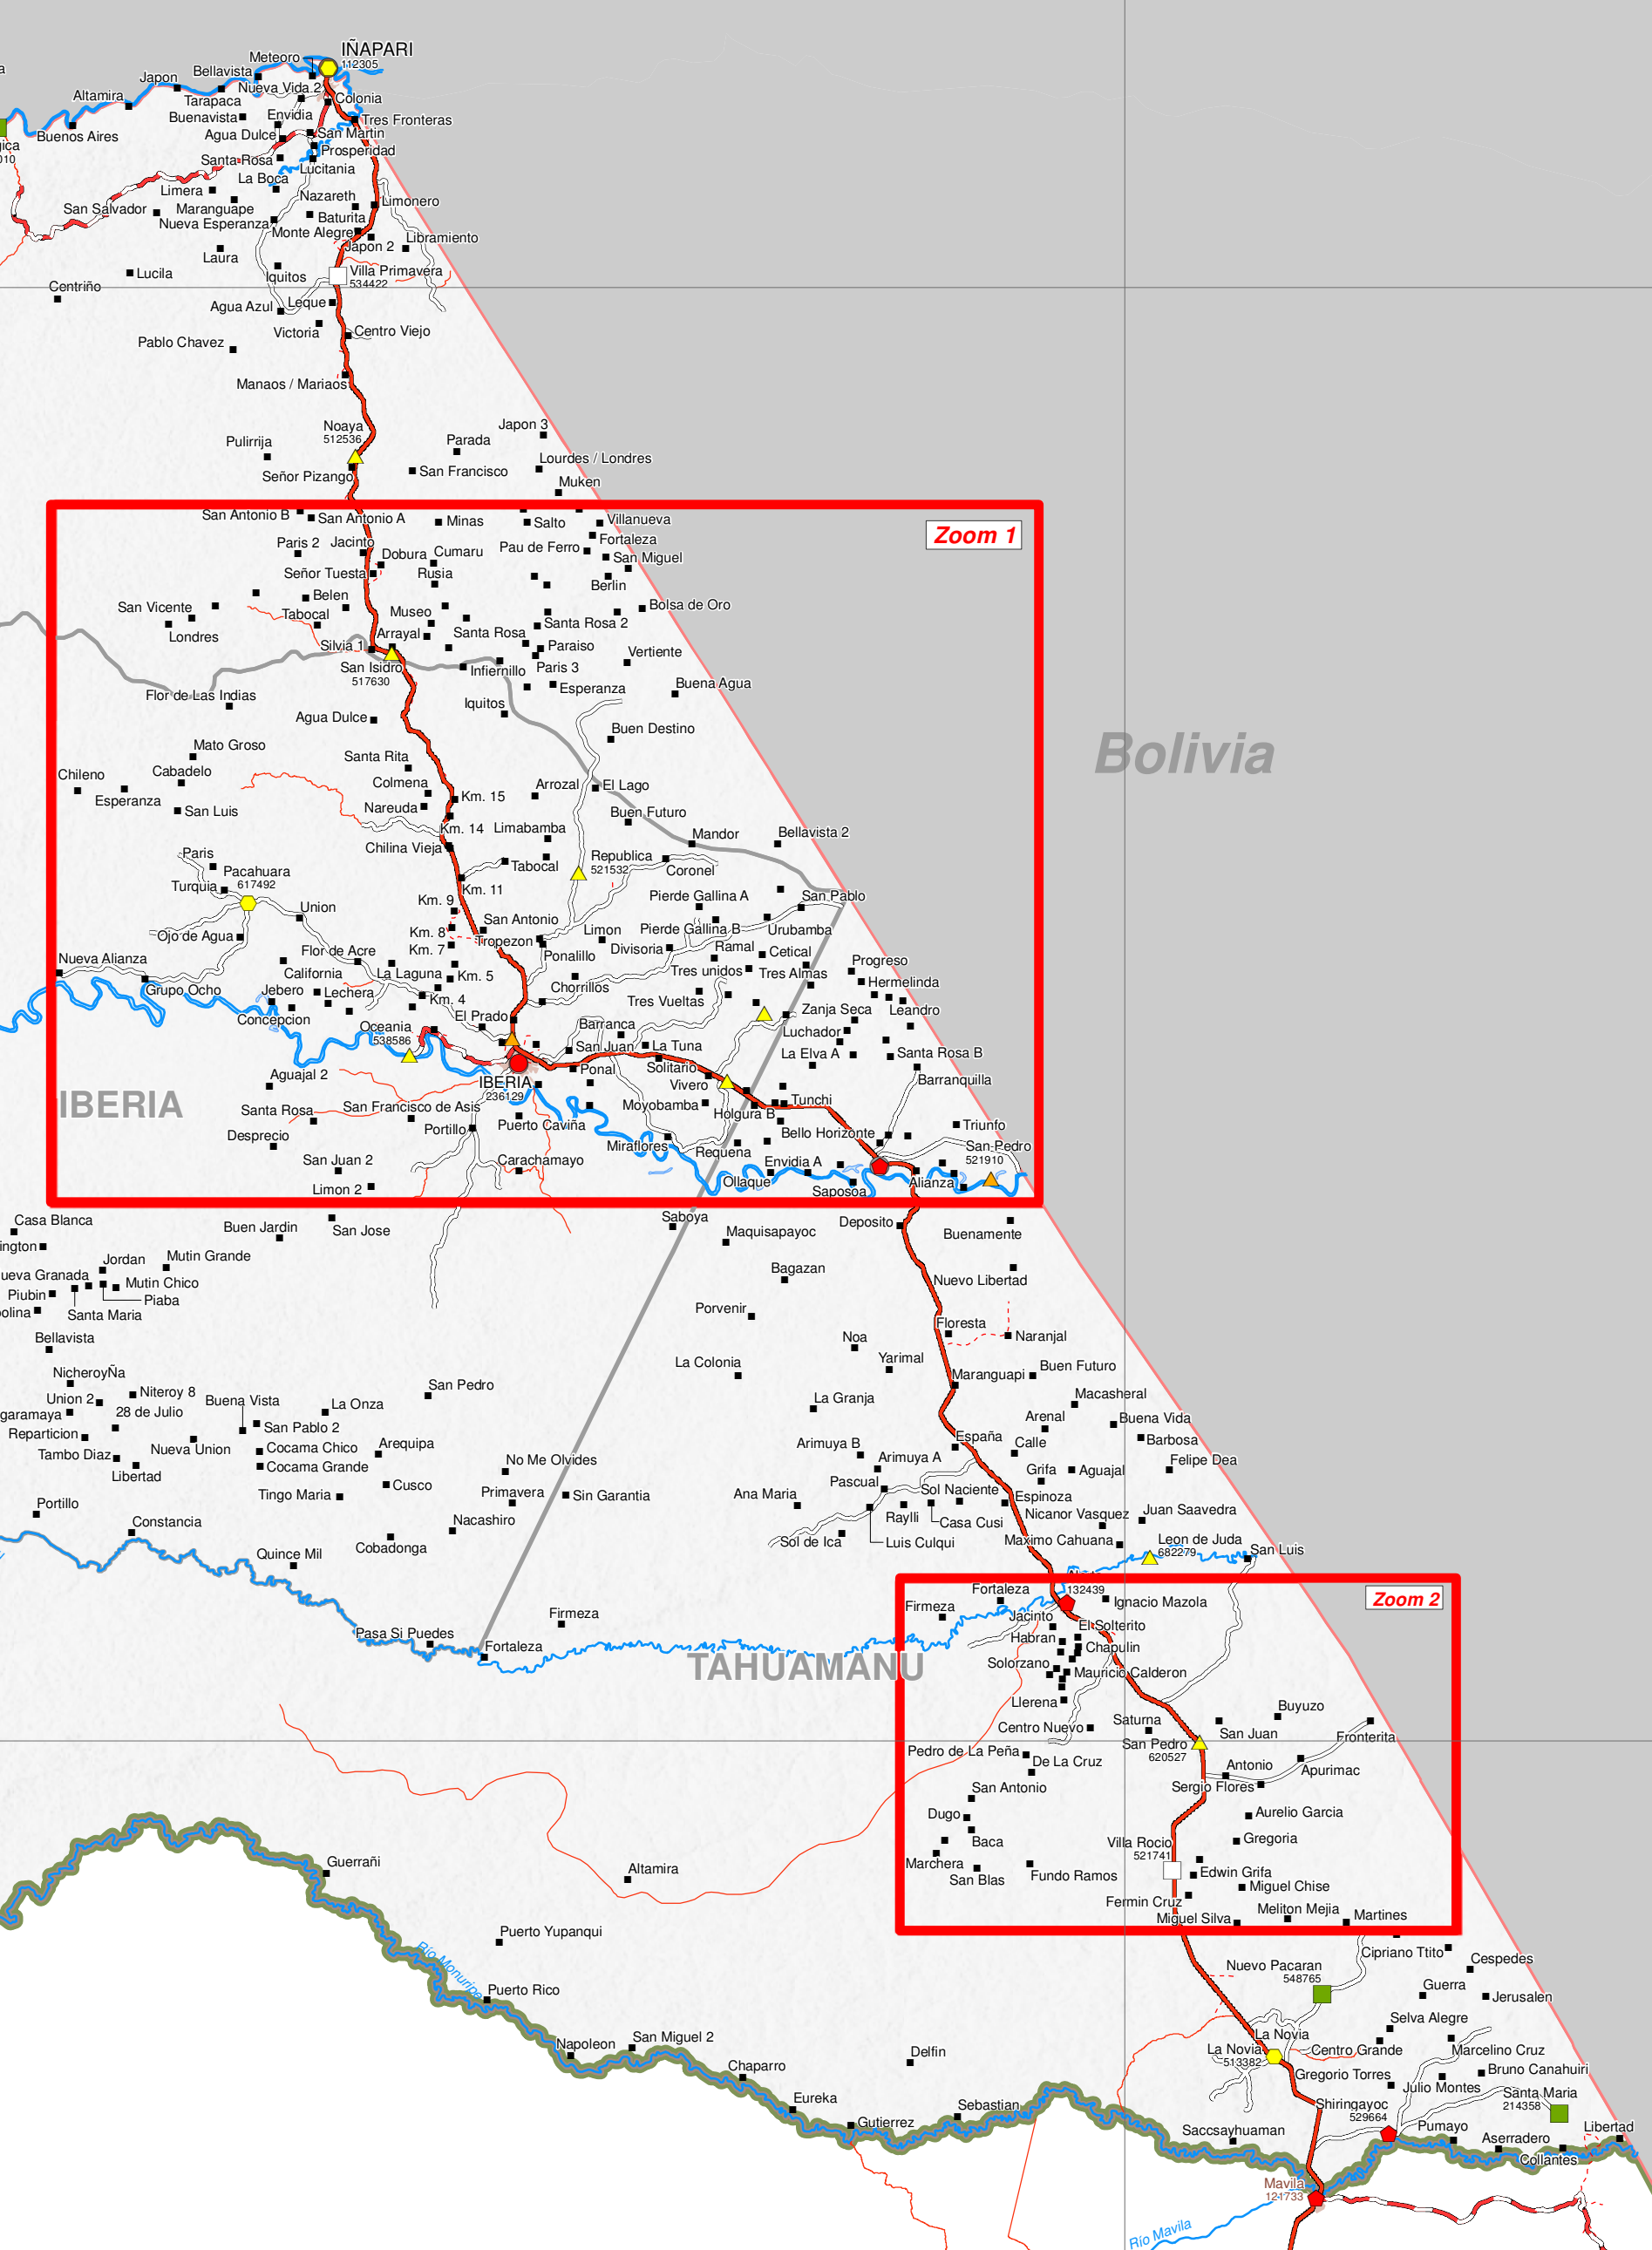 IÑAPARI
112305
Meteoro
Bellavista
Japon
Nueva Vida 2
Altamira
Tarapaca
Colonia
Buenavista
Envidia
Tres Fronteras
Buenos Aires
Agua Dulce
San Martin
Prosperidad
Santa Rosa
Lucitania
La Boca
Limera
Nazareth
Limonero
San Salvador
Maranguape
Baturita
Nueva Esperanza
Monte Alegre
Libramiento
Japon 2
Laura
Lucila
Iquitos
Villa Primavera
534422
Centriño
Agua Azul
Leque
Victoria
Centro Viejo
Pablo Chavez
Manaos / Mariaos
Noaya
512536
Japon 3
Pulirrija
Parada
Señor Pizango
San Francisco
Lourdes / Londres
Muken
San Antonio B
San Antonio A
Minas
Salto
Villanueva
Zoom 1
Paris 2
Jacinto
Dobura
Cumaru
Pau de Ferro
Fortaleza
San Miguel
Señor Tuesta
Rusia
Berlin
San Vicente
Belen
Tabocal
Museo
Bolsa de Oro
Londres
Arrayal
Santa Rosa
Santa Rosa 2
Silvia 1
Paraiso
Vertiente
San Isidro
517630
Infiernillo
Paris 3
Flor de Las Indias
Esperanza
Buena Agua
Agua Dulce
Iquitos
Buen Destino
Mato Groso
Santa Rita
Bolivia
Chileno
Cabadelo
Colmena
Arrozal
El Lago
Esperanza
San Luis
Nareuda
Km. 15
Buen Futuro
Km. 14
Limabamba
Mandor
Bellavista 2
Chilina Vieja
Paris
Pacahuara
617492
Tabocal
Republica
521532
Coronel
Turquia
Km. 11
Pierde Gallina A
San Pablo
Union
Km. 9
San Antonio
Limon
Pierde Gallina B
Urubamba
Ojo de Agua
Km. 8
Tropezon
Divisoria
Ramal
Cetical
Flor de Acre
Km. 7
Ponalillo
Nueva Alianza
California
La Laguna
Km. 5
Tres unidos
Tres Almas
Progreso
Grupo Ocho
Jebero
Lechera
Km. 4
Chorrillos
Tres Vueltas
Hermelinda
Concepcion
Oceania
538586
El Prado
Barranca
Zanja Seca
Leandro
San Juan
La Tuna
Luchador
La Elva A
Santa Rosa B
Aguajal 2
IBERIA
236129
Ponal
Solitario
Vivero
Barranquilla
IBERIA
Santa Rosa
San Francisco de Asis
Puerto Caviña
Moyobamba
Holgura B
Tunchi
Desprecio
Portillo
Miraflores
Requena
Bello Horizonte
Triunfo
San Juan 2
Carachamayo
Envidia A
San Pedro
521910
Limon 2
Ollaque
Saposoa
Alianza
Casa Blanca
Buen Jardin
San Jose
Saboya
Maquisapayoc
Deposito
Buenamente
ington
Jordan
Mutin Grande
ueva Granada
Mutin Chico
Bagazan
Nuevo Libertad
Piubin
Piaba
olina
Santa Maria
Porvenir
Floresta
Naranjal
Bellavista
Noa
Yarimal
NicheroyÑa
La Colonia
Maranguapi
Buen Futuro
Union 2
Niteroy 8
Buena Vista
La Onza
San Pedro
La Granja
Macasheral
garamaya
28 de Julio
San Pablo 2
Arenal
Buena Vida
Reparticion
Nueva Union
Cocama Chico
Arequipa
Arimuya B
España
Calle
Barbosa
Tambo Diaz
Cocama Grande
No Me Olvides
Arimuya A
Grifa
Aguajal
Felipe Dea
Libertad
Tingo Maria
Cusco
Primavera
Sin Garantia
Ana Maria
Pascual
Sol Naciente
Espinoza
Portillo
Nacashiro
Raylli
Casa Cusi
Nicanor Vasquez
Juan Saavedra
Constancia
Cobadonga
Sol de Ica
Luis Culqui
Maximo Cahuana
Leon de Juda
682279
San Luis
Quince Mil
132439
Zoom 2
Firmeza
Firmeza
Fortaleza
Ignacio Mazola
Pasa Si Puedes
Fortaleza
Jacinto
El Solterito
Habran
Chapulin
TAHUAMANU
Solorzano
Mauricio Calderon
Llerena
Buyuzo
Centro Nuevo
Saturna
San Juan
Fronterita
Pedro de La Peña
De La Cruz
San Pedro
620527
Antonio
Apurimac
San Antonio
Sergio Flores
Dugo
Aurelio Garcia
Baca
Villa Rocio
521741
Gregoria
Guerrañi
Altamira
Marchera
San Blas
Fundo Ramos
Edwin Grifa
Miguel Chise
Fermin Cruz
Meliton Mejia
Martines
Miguel Silva
Puerto Yupanqui
Cipriano Ttito
Río Monuripe
Nuevo Pacaran
548765
Cespedes
Puerto Rico
Guerra
Jerusalen
Selva Alegre
Napoleon
San Miguel 2
Delfin
La Novia
La Novia
513382
Centro Grande
Marcelino Cruz
Chaparro
Gregorio Torres
Bruno Canahuiri
Julio Montes
Eureka
Sebastian
Shiringayoc
529664
Santa Maria
214358
Gutierrez
Saccsayhuaman
Pumayo
Libertad
Aserradero
Collantes
Mavila
121733
Río Mavila